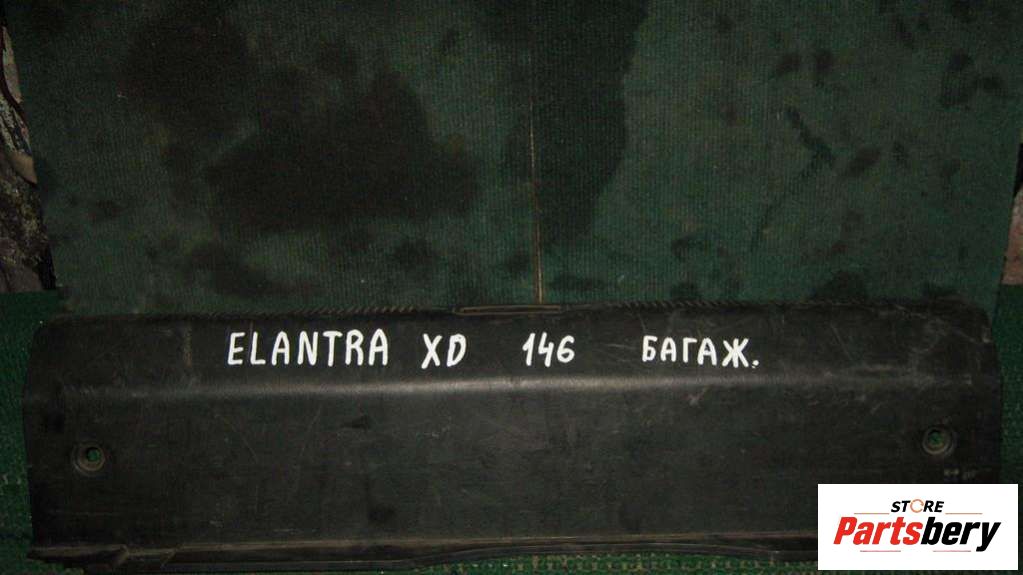 ELANTRA XD 146 БАГАЖ.
STORE
Partsbery